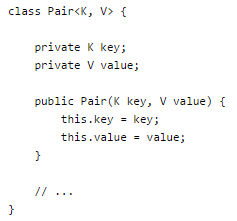 class Pair<K, V> {
private K key;
private V value;
public Pair(K key, V value) {
this.key = key;
this.value = value;
}
// ...
}